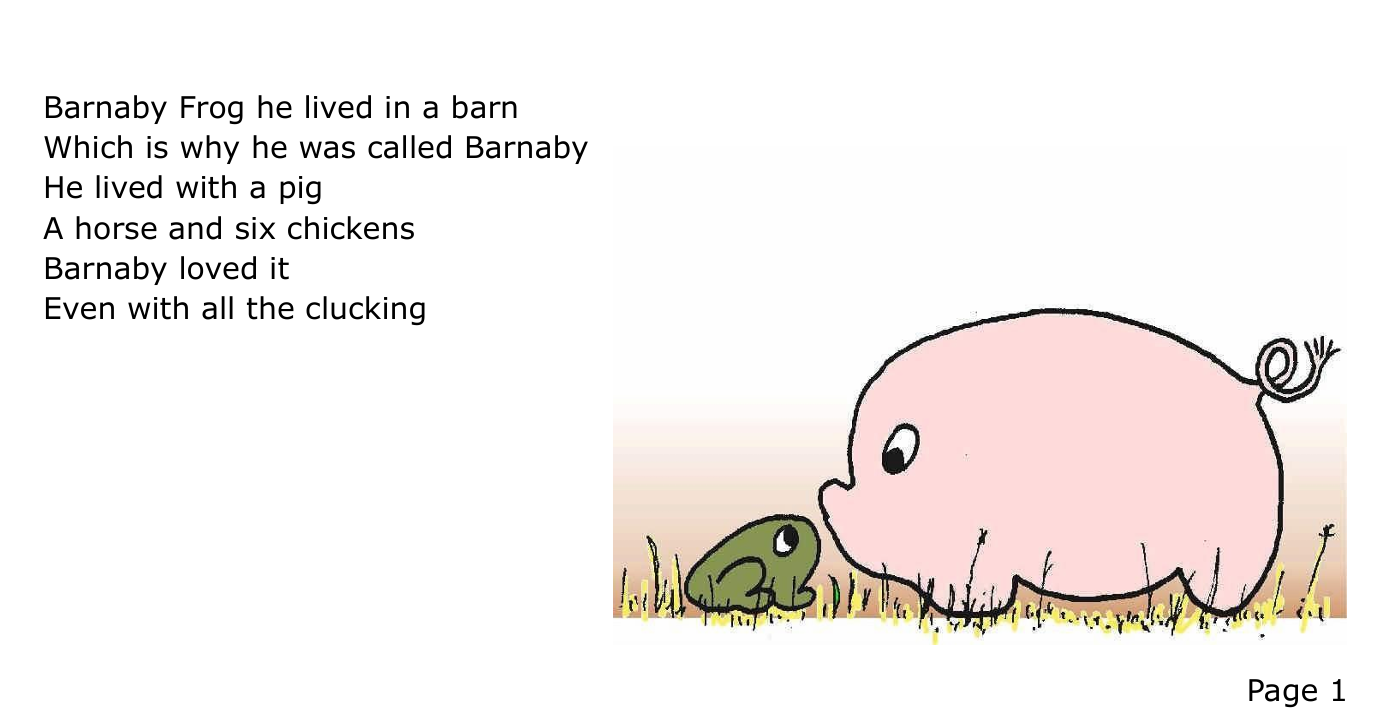 Barnaby Frog he lived in a barn
Which is why he was called Barnaby
He lived with a pig
A horse and six chickens
Barnaby loved it
Even with all the clucking
Page 1